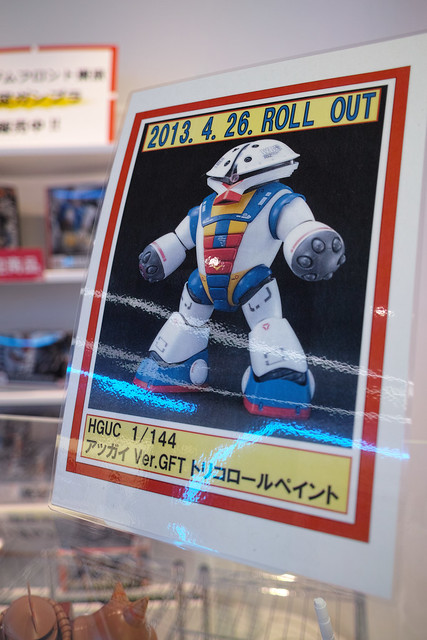 2013. 4. 26. ROLL OUT
HGUC 1/144
アッガイ Ver.GFT トリコロールペイント